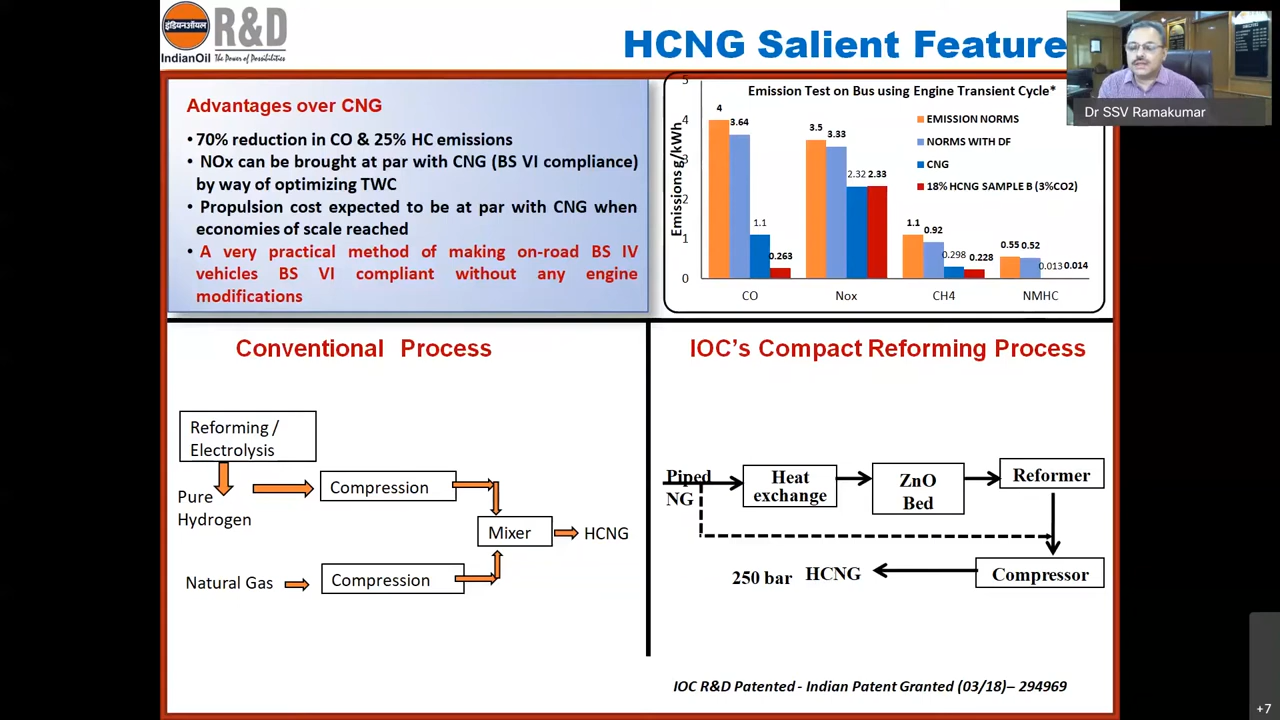 इंडियनऑयल
IndianOil
R&D
The Power of Possibilities
HCNG Salient Feature
Dr SSV Ramakumar
Advantages over CNG
• 70% reduction in CO & 25% HC emissions
• NOx can be brought at par with CNG (BS VI compliance)
by way of optimizing TWC
• Propulsion cost expected to be at par with CNG when
economies of scale reached
• A very practical method of making on-road BS IV
vehicles BS VI compliant without any engine
modifications
Emission Test on Bus using Engine Transient Cycle*
Emissions g/kWh
5
4
3
2
1
0
4
3.64
1.1
0.263
3.5
3.33
2.32
2.33
1.1
0.92
0.298
0.228
0.55
0.52
0.013
0.014
CO
Nox
CH4
NMHC
EMISSION NORMS
NORMS WITH DF
CNG
18% HCNG SAMPLE B (3%CO2)
Conventional Process
Reforming /
Electrolysis
Pure
Hydrogen
Compression
Mixer
HCNG
Natural Gas
Compression
IOC's Compact Reforming Process
Piped
NG
Heat
exchange
ZnO
Bed
Reformer
Compressor
250 bar HCNG
IOC R&D Patented - Indian Patent Granted (03/18)– 294969
+7